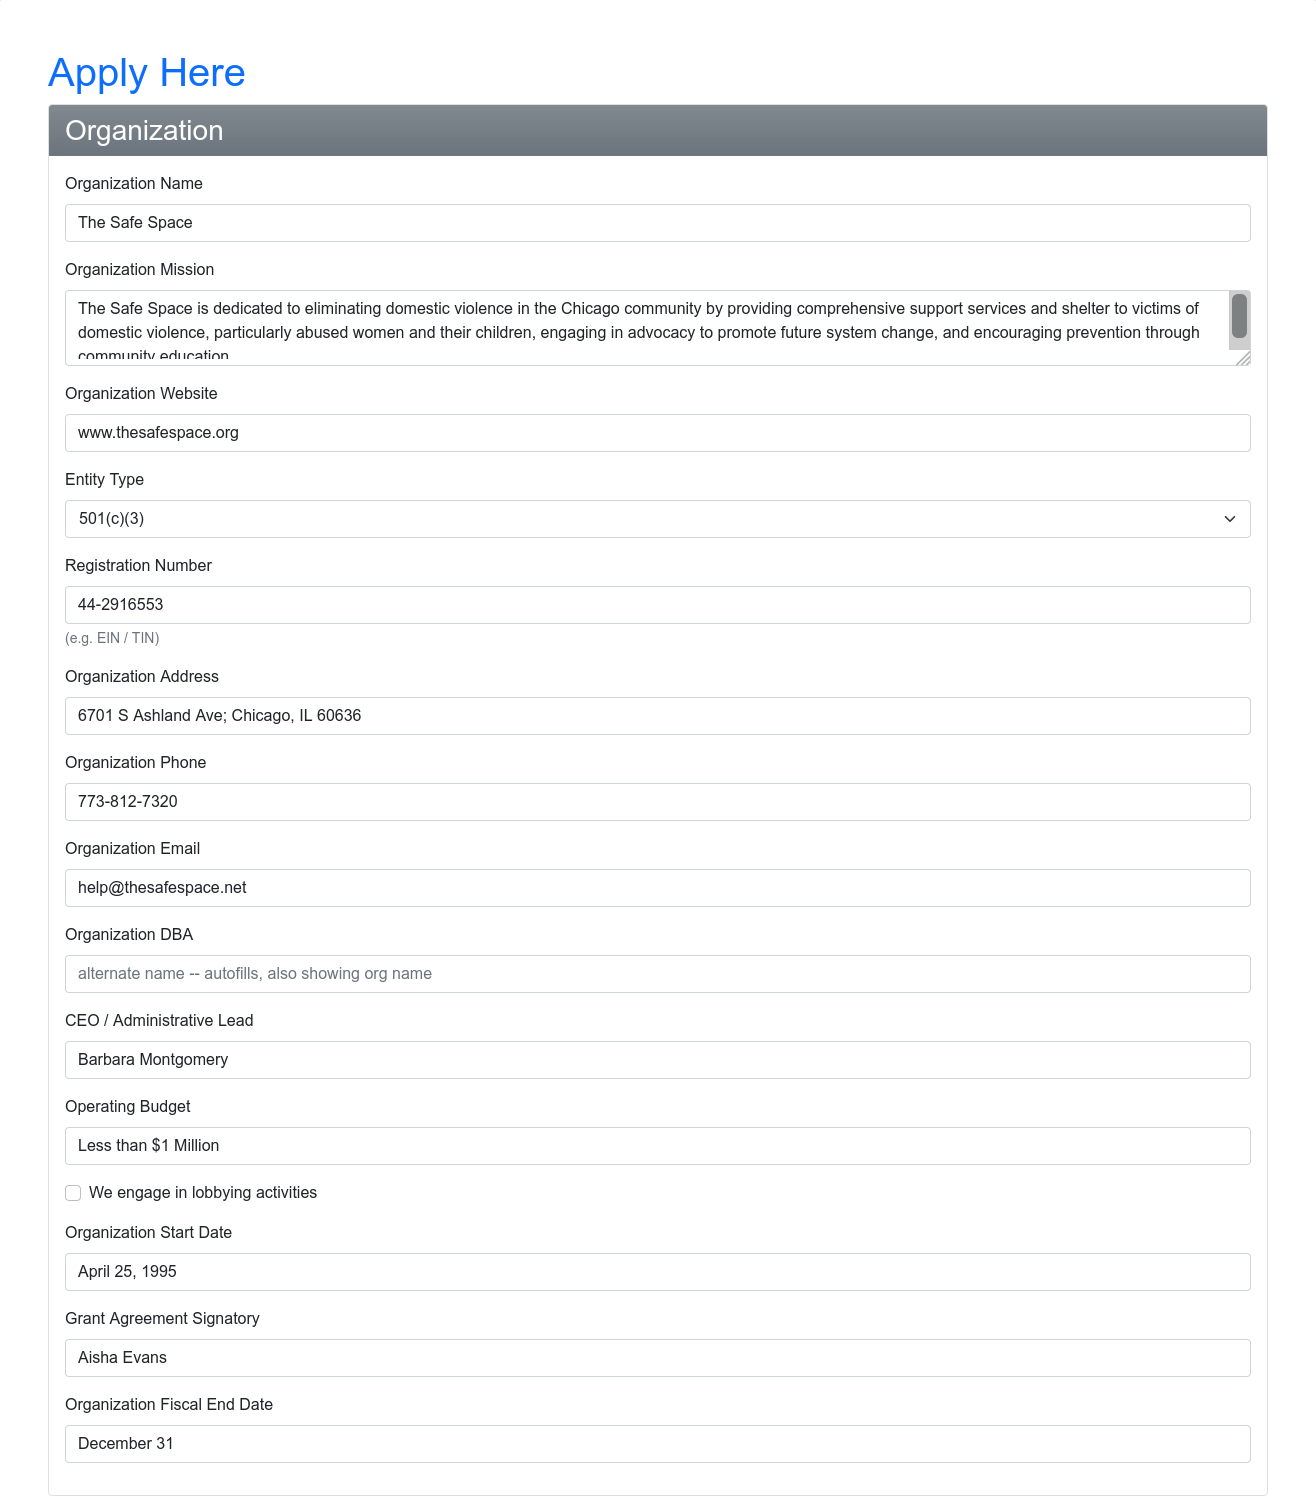 Apply Here
Organization
Organization Name
The Safe Space
Organization Mission
The Safe Space is dedicated to eliminating domestic violence in the Chicago community by providing comprehensive support services and shelter to victims of
domestic violence, particularly abused women and their children, engaging in advocacy to promote future system change, and encouraging prevention through
community education
Organization Website
www.thesafespace.org
Entity Type
501(c)(3)
Registration Number
44-2916553
(e.g. EIN / TIN)
Organization Address
6701 S Ashland Ave; Chicago, IL 60636
Organization Phone
773-812-7320
Organization Email
help@thesafespace.net
Organization DBA
alternate name -- autofills, also showing org name
CEO / Administrative Lead
Barbara Montgomery
Operating Budget
Less than $1 Million
We engage in lobbying activities
Organization Start Date
April 25, 1995
Grant Agreement Signatory
Aisha Evans
Organization Fiscal End Date
December 31